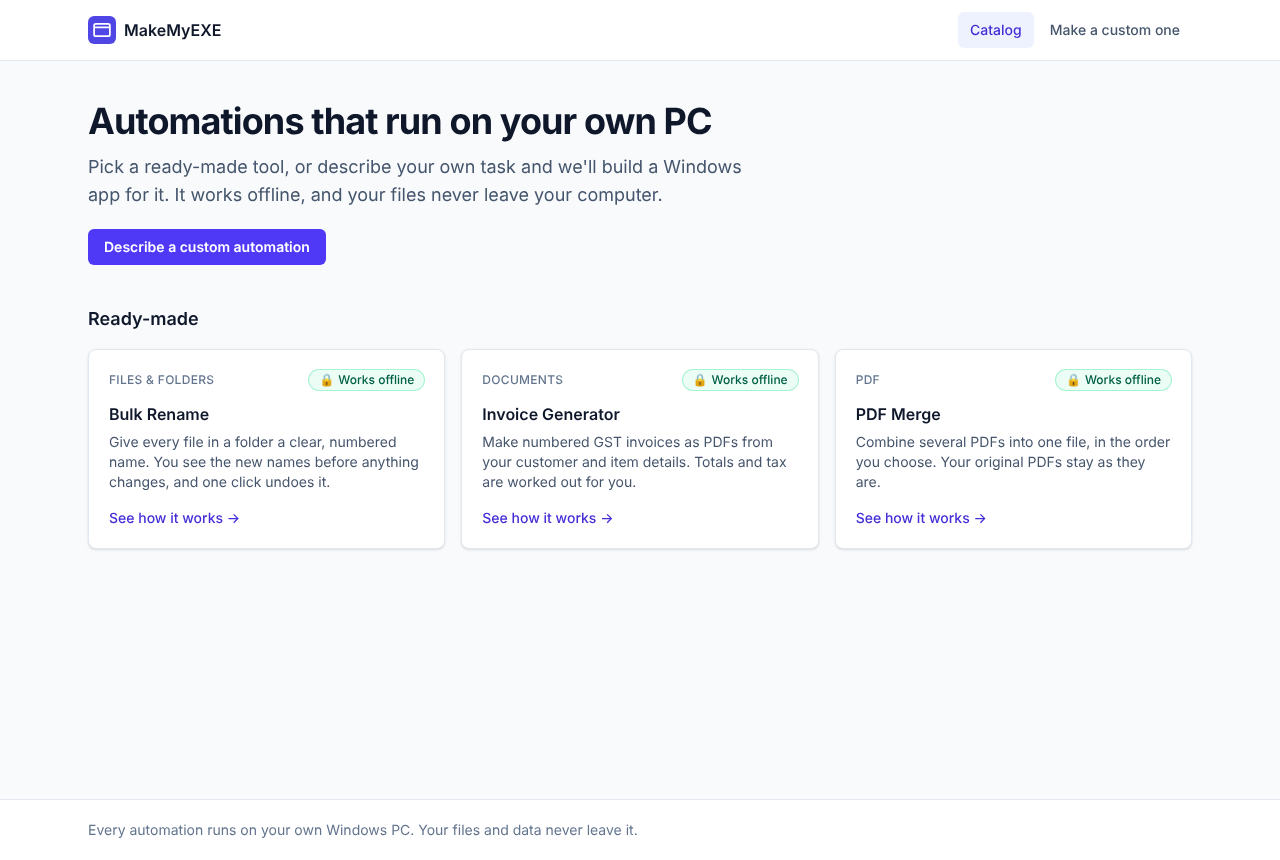 MakeMyEXE
Catalog
Make a custom one
Automations that run on your own PC
Pick a ready-made tool, or describe your own task and we'll build a Windows
app for it. It works offline, and your files never leave your computer.
Describe a custom automation
Ready-made
FILES & FOLDERS
🔒 Works offline
Bulk Rename
Give every file in a folder a clear, numbered
name. You see the new names before anything
changes, and one click undoes it.
See how it works →
DOCUMENTS
🔒 Works offline
Invoice Generator
Make numbered GST invoices as PDFs from
your customer and item details. Totals and tax
are worked out for you.
See how it works →
PDF
🔒 Works offline
PDF Merge
Combine several PDFs into one file, in the order
you choose. Your original PDFs stay as they
are.
See how it works →
Every automation runs on your own Windows PC. Your files and data never leave it.